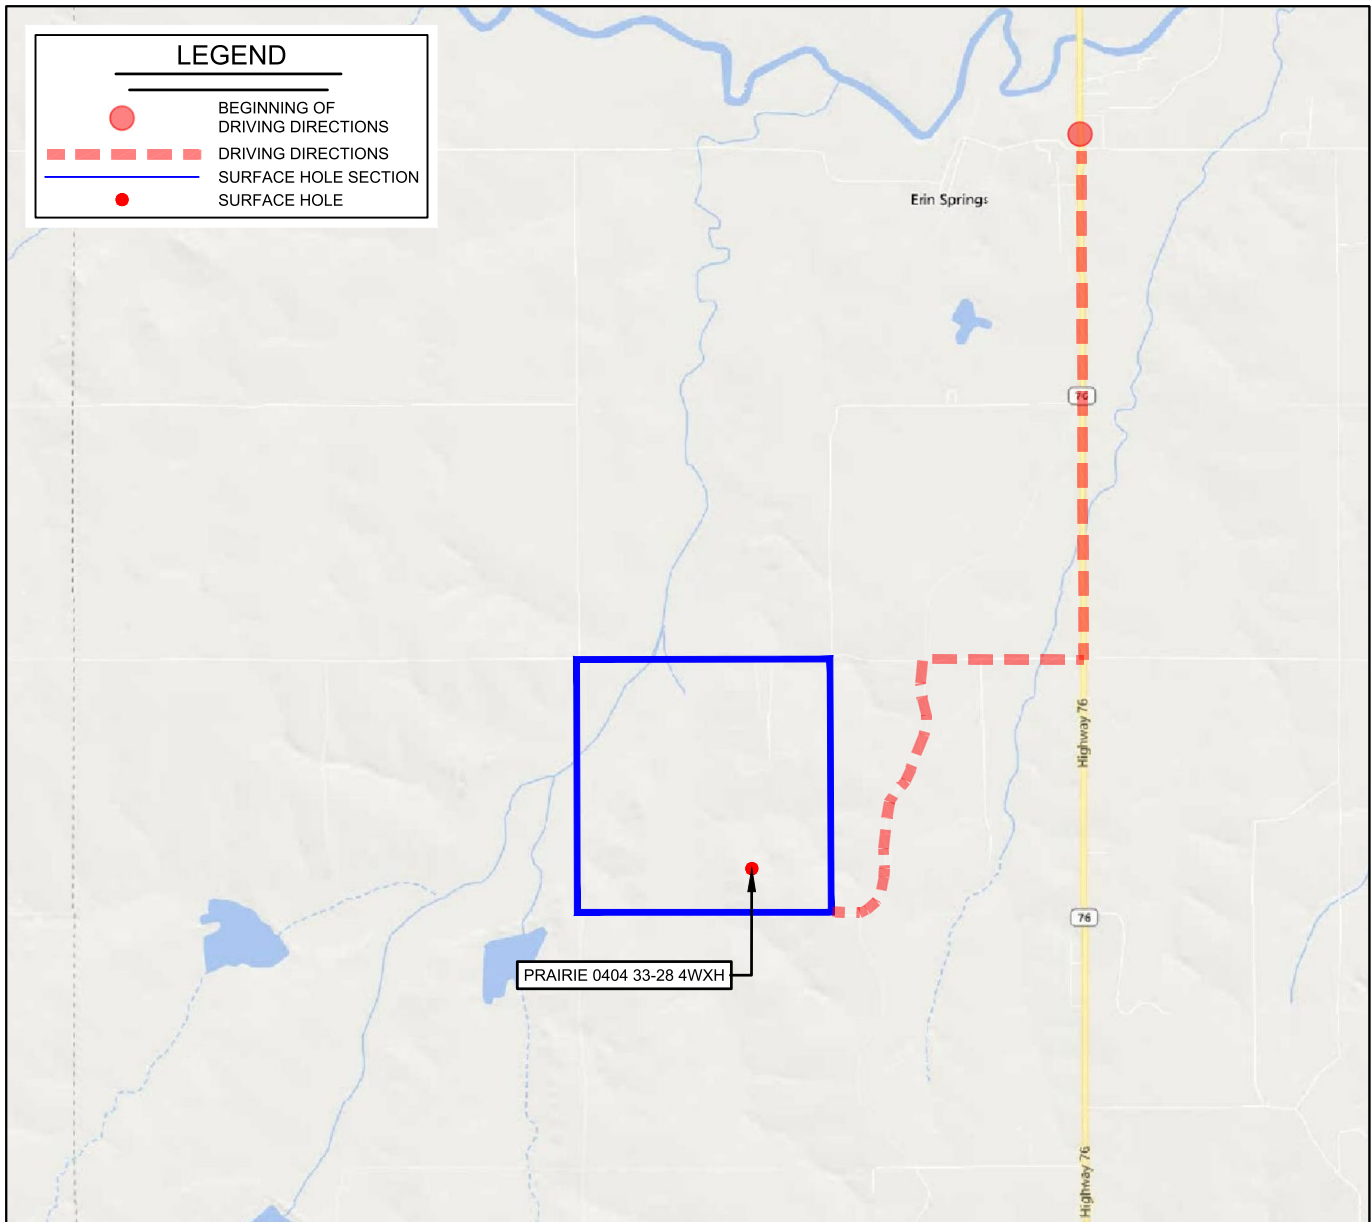 LEGEND
BEGINNING OF
DRIVING DIRECTIONS
DRIVING DIRECTIONS
SURFACE HOLE SECTION
SURFACE HOLE
Erin Springs
76
Highway 76
76
PRAIRIE 0404 33-28 4WXH
Highway 76